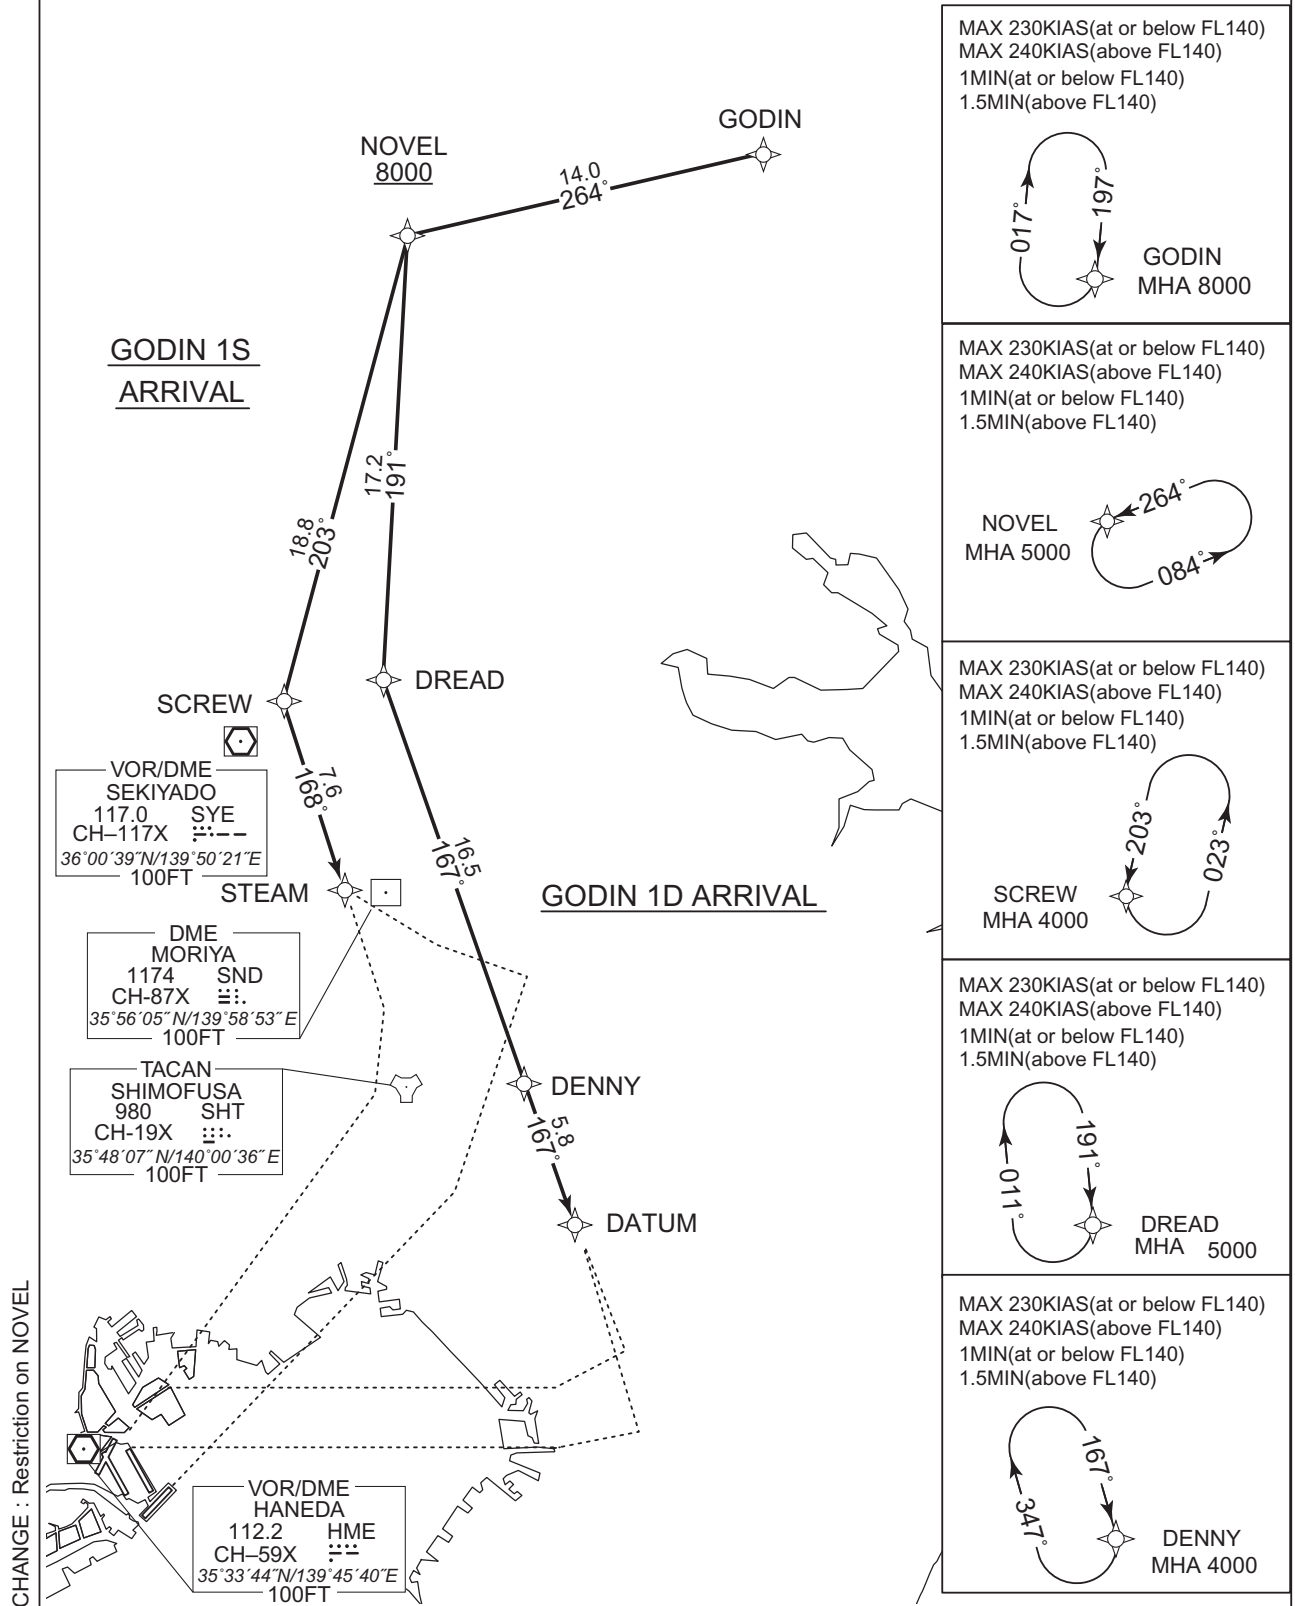 GODIN
NOVEL
8000
14.0
264°
GODIN 1S
ARRIVAL
17.2
191°
18.8
203°
DREAD
SCREW
7.6
168°
VOR/DME
SEKIYADO
117.0 SYE
CH–117X
36°00´39˝N/139°50´21˝E
100FT
16.5
167°
STEAM
GODIN 1D ARRIVAL
DME
MORIYA
1174 SND
CH-87X
35°56´05˝N/139°58´53˝E
100FT
TACAN
SHIMOFUSA
980 SHT
CH-19X
35°48´07˝N/140°00´36˝E
100FT
DENNY
5.8
167°
DATUM
VOR/DME
HANEDA
112.2 HME
CH–59X
35°33´44˝N/139°45´40˝E
100FT
CHANGE : Restriction on NOVEL
MAX 230KIAS(at or below FL140)
MAX 240KIAS(above FL140)
1MIN(at or below FL140)
1.5MIN(above FL140)
017°
197°
GODIN
MHA 8000
MAX 230KIAS(at or below FL140)
MAX 240KIAS(above FL140)
1MIN(at or below FL140)
1.5MIN(above FL140)
264°
NOVEL
MHA 5000
084°
MAX 230KIAS(at or below FL140)
MAX 240KIAS(above FL140)
1MIN(at or below FL140)
1.5MIN(above FL140)
203°
023°
SCREW
MHA 4000
MAX 230KIAS(at or below FL140)
MAX 240KIAS(above FL140)
1MIN(at or below FL140)
1.5MIN(above FL140)
191°
011°
DREAD
MHA 5000
MAX 230KIAS(at or below FL140)
MAX 240KIAS(above FL140)
1MIN(at or below FL140)
1.5MIN(above FL140)
167°
347°
DENNY
MHA 4000